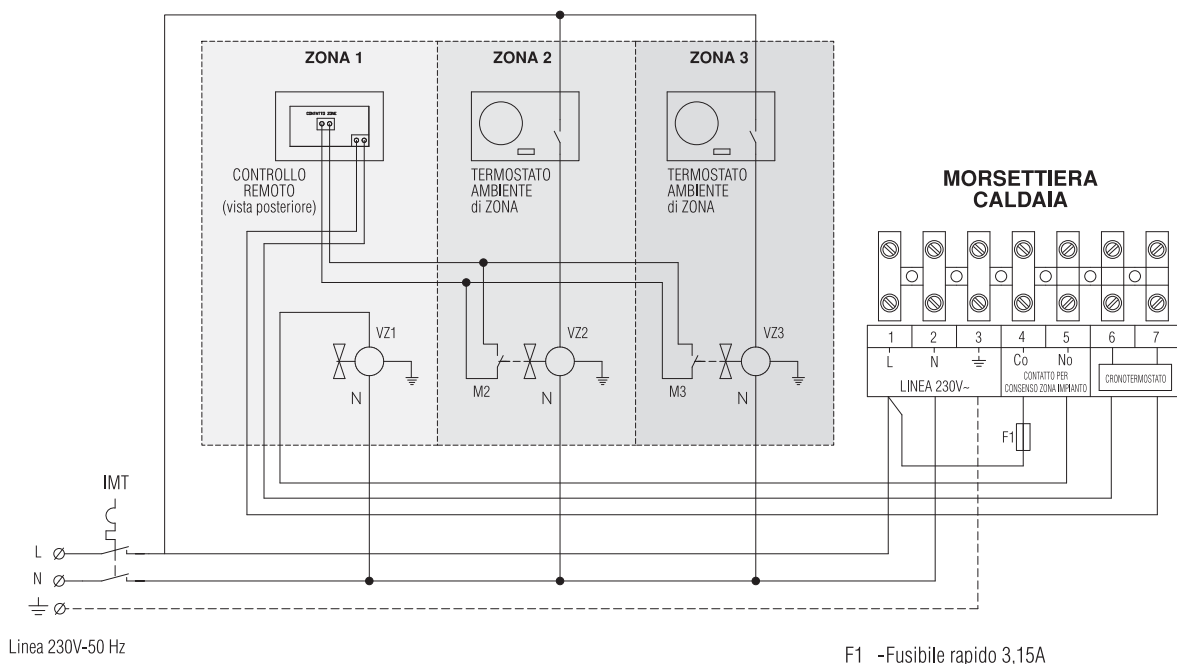 ZONA 1
ZONA 2
ZONA 3
CONTATTO ZONE
CONTROLLO
REMOTO
(vista posteriore)
TERMOSTATO
AMBIENTE
di ZONA
TERMOSTATO
AMBIENTE
di ZONA
MORSETTIERA
CALDAIA
VZ1
VZ2
VZ3
M2
M3
N
N
N
1 2 3 4 5 6 7
L N Co No
LINEA 230V~
CONTATTO PER
CONSENSO ZONA IMPIANTO
CRONOTERMOSTATO
F1
IMT
L
N
Linea 230V-50 Hz
F1 -Fusibile rapido 3,15A